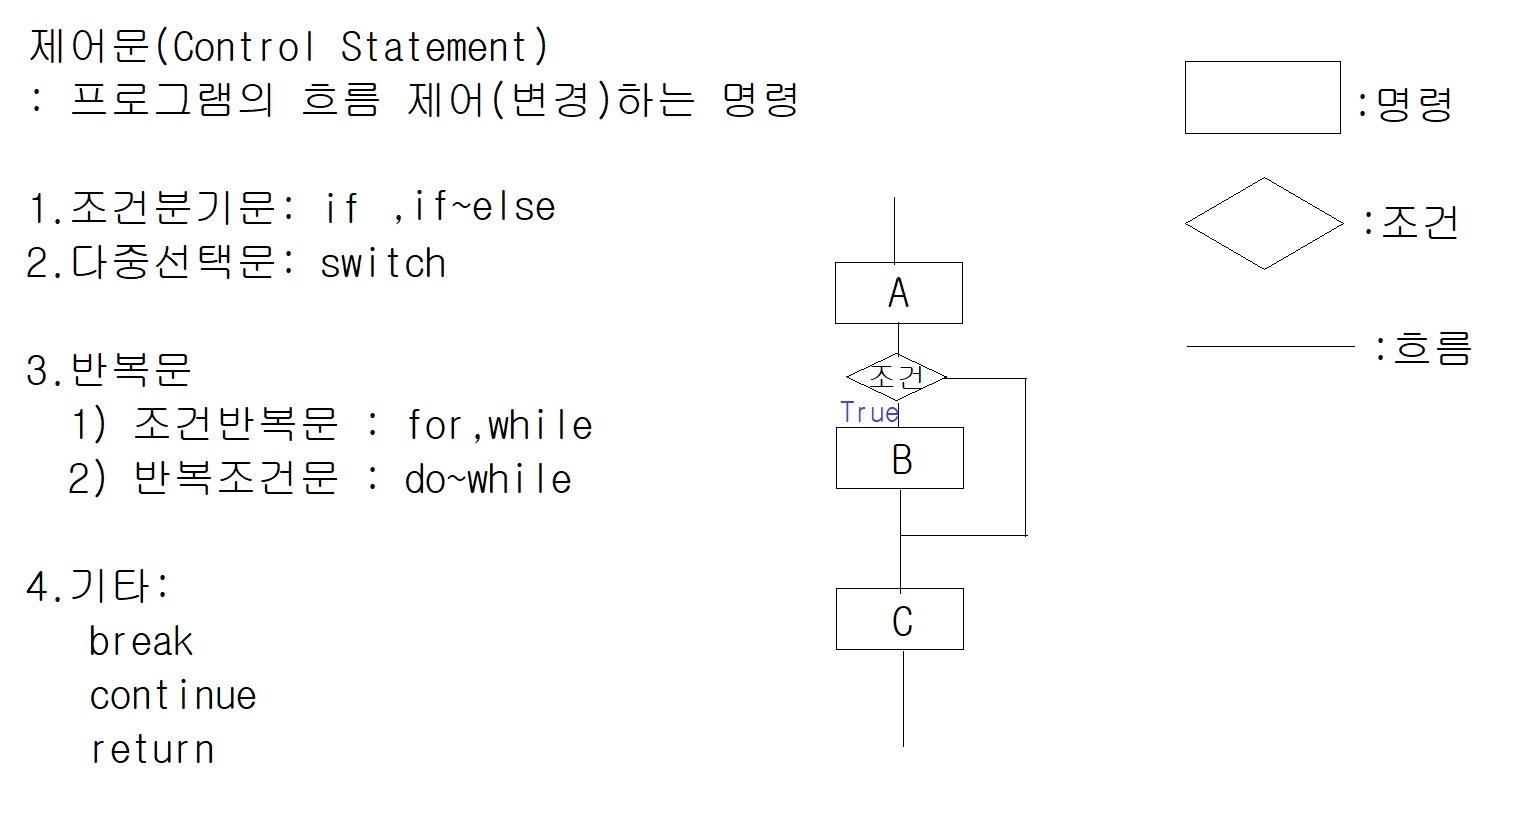 제어문(Control Statement)
: 프로그램의 흐름 제어(변경)하는 명령
1.조건분기문: if ,if~else
2.다중선택문: switch
3.반복문
1) 조건반복문 : for,while
2) 반복조건문 : do~while
4.기타:
break
continue
return
A
조건
True
B
C
:명령
:조건
:흐름